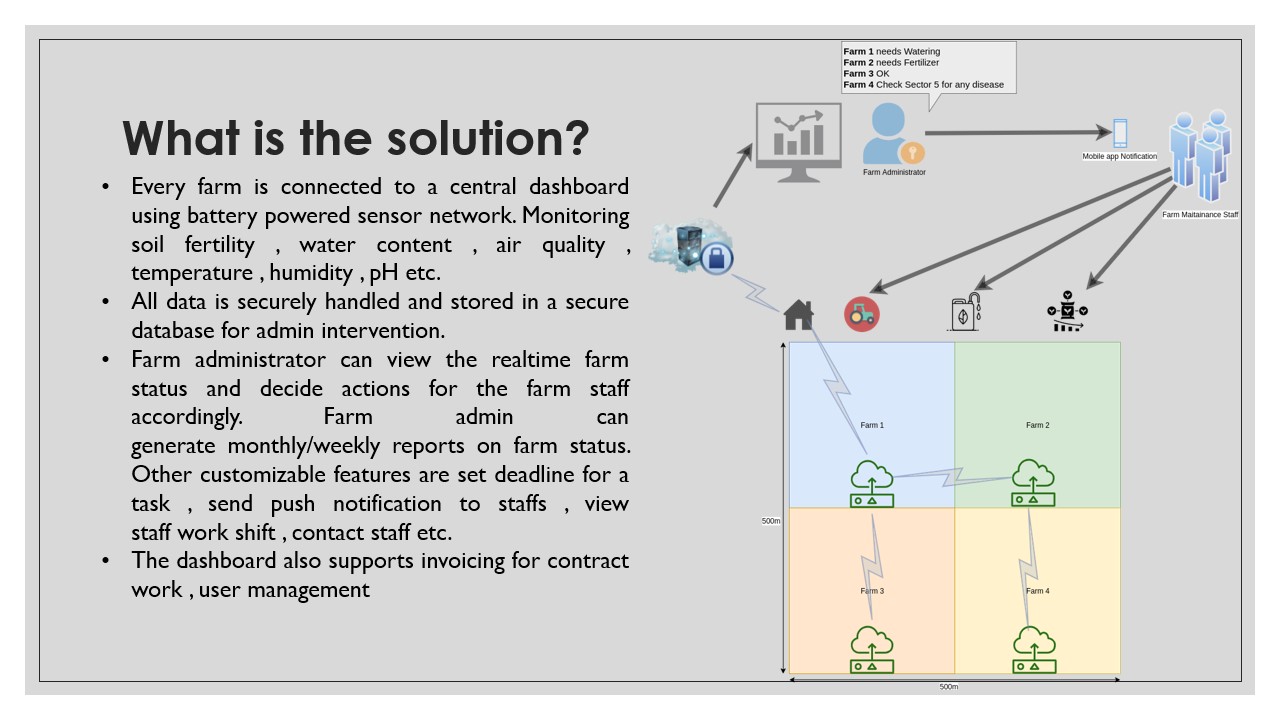 What is the solution?
• Every farm is connected to a central dashboard
using battery powered sensor network. Monitoring
soil fertility , water content , air quality ,
temperature , humidity , pH etc.
• All data is securely handled and stored in a secure
database for admin intervention.
• Farm administrator can view the realtime farm
status and decide actions for the farm staff
accordingly. Farm admin can
generate monthly/weekly reports on farm status.
Other customizable features are set deadline for a
task , send push notification to staffs , view
staff work shift , contact staff etc.
• The dashboard also supports invoicing for contract
work , user management
Farm 1 needs Watering
Farm 2 needs Fertilizer
Farm 3 OK
Farm 4 Check Sector 5 for any disease
Farm Administrator
Mobile app Notification
Farm Maitainance Staff
Farm 1
Farm 2
500m
Farm 3
Farm 4
500m